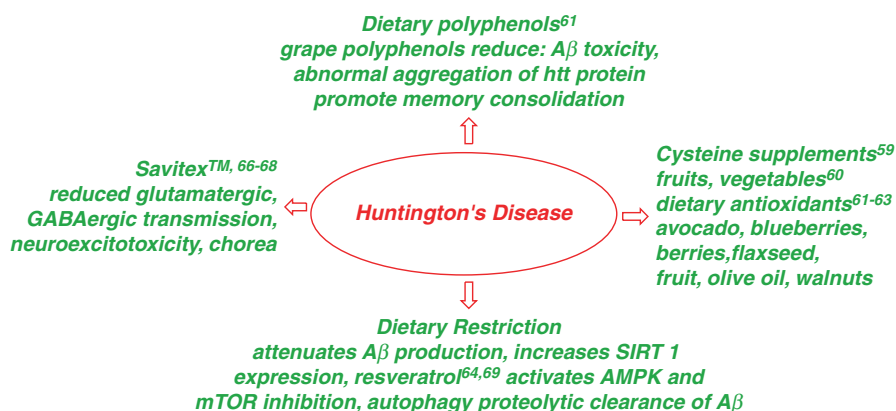 Dietary polyphenols⁶¹
grape polyphenols reduce: Aβ toxicity,
abnormal aggregation of htt protein
promote memory consolidation
Savitex™, ⁶⁶⁻⁶⁸
reduced glutamatergic,
GABAergic transmission,
neuroexcitotoxicity, chorea
Huntington's Disease
Cysteine supplements⁵⁹
fruits, vegetables⁶⁰
dietary antioxidants⁶¹⁻⁶³
avocado, blueberries,
berries,flaxseed,
fruit, olive oil, walnuts
Dietary Restriction
attenuates Aβ production, increases SIRT 1
expression, resveratrol⁶⁴,⁶⁹ activates AMPK and
mTOR inhibition, autophagy proteolytic clearance of Aβ